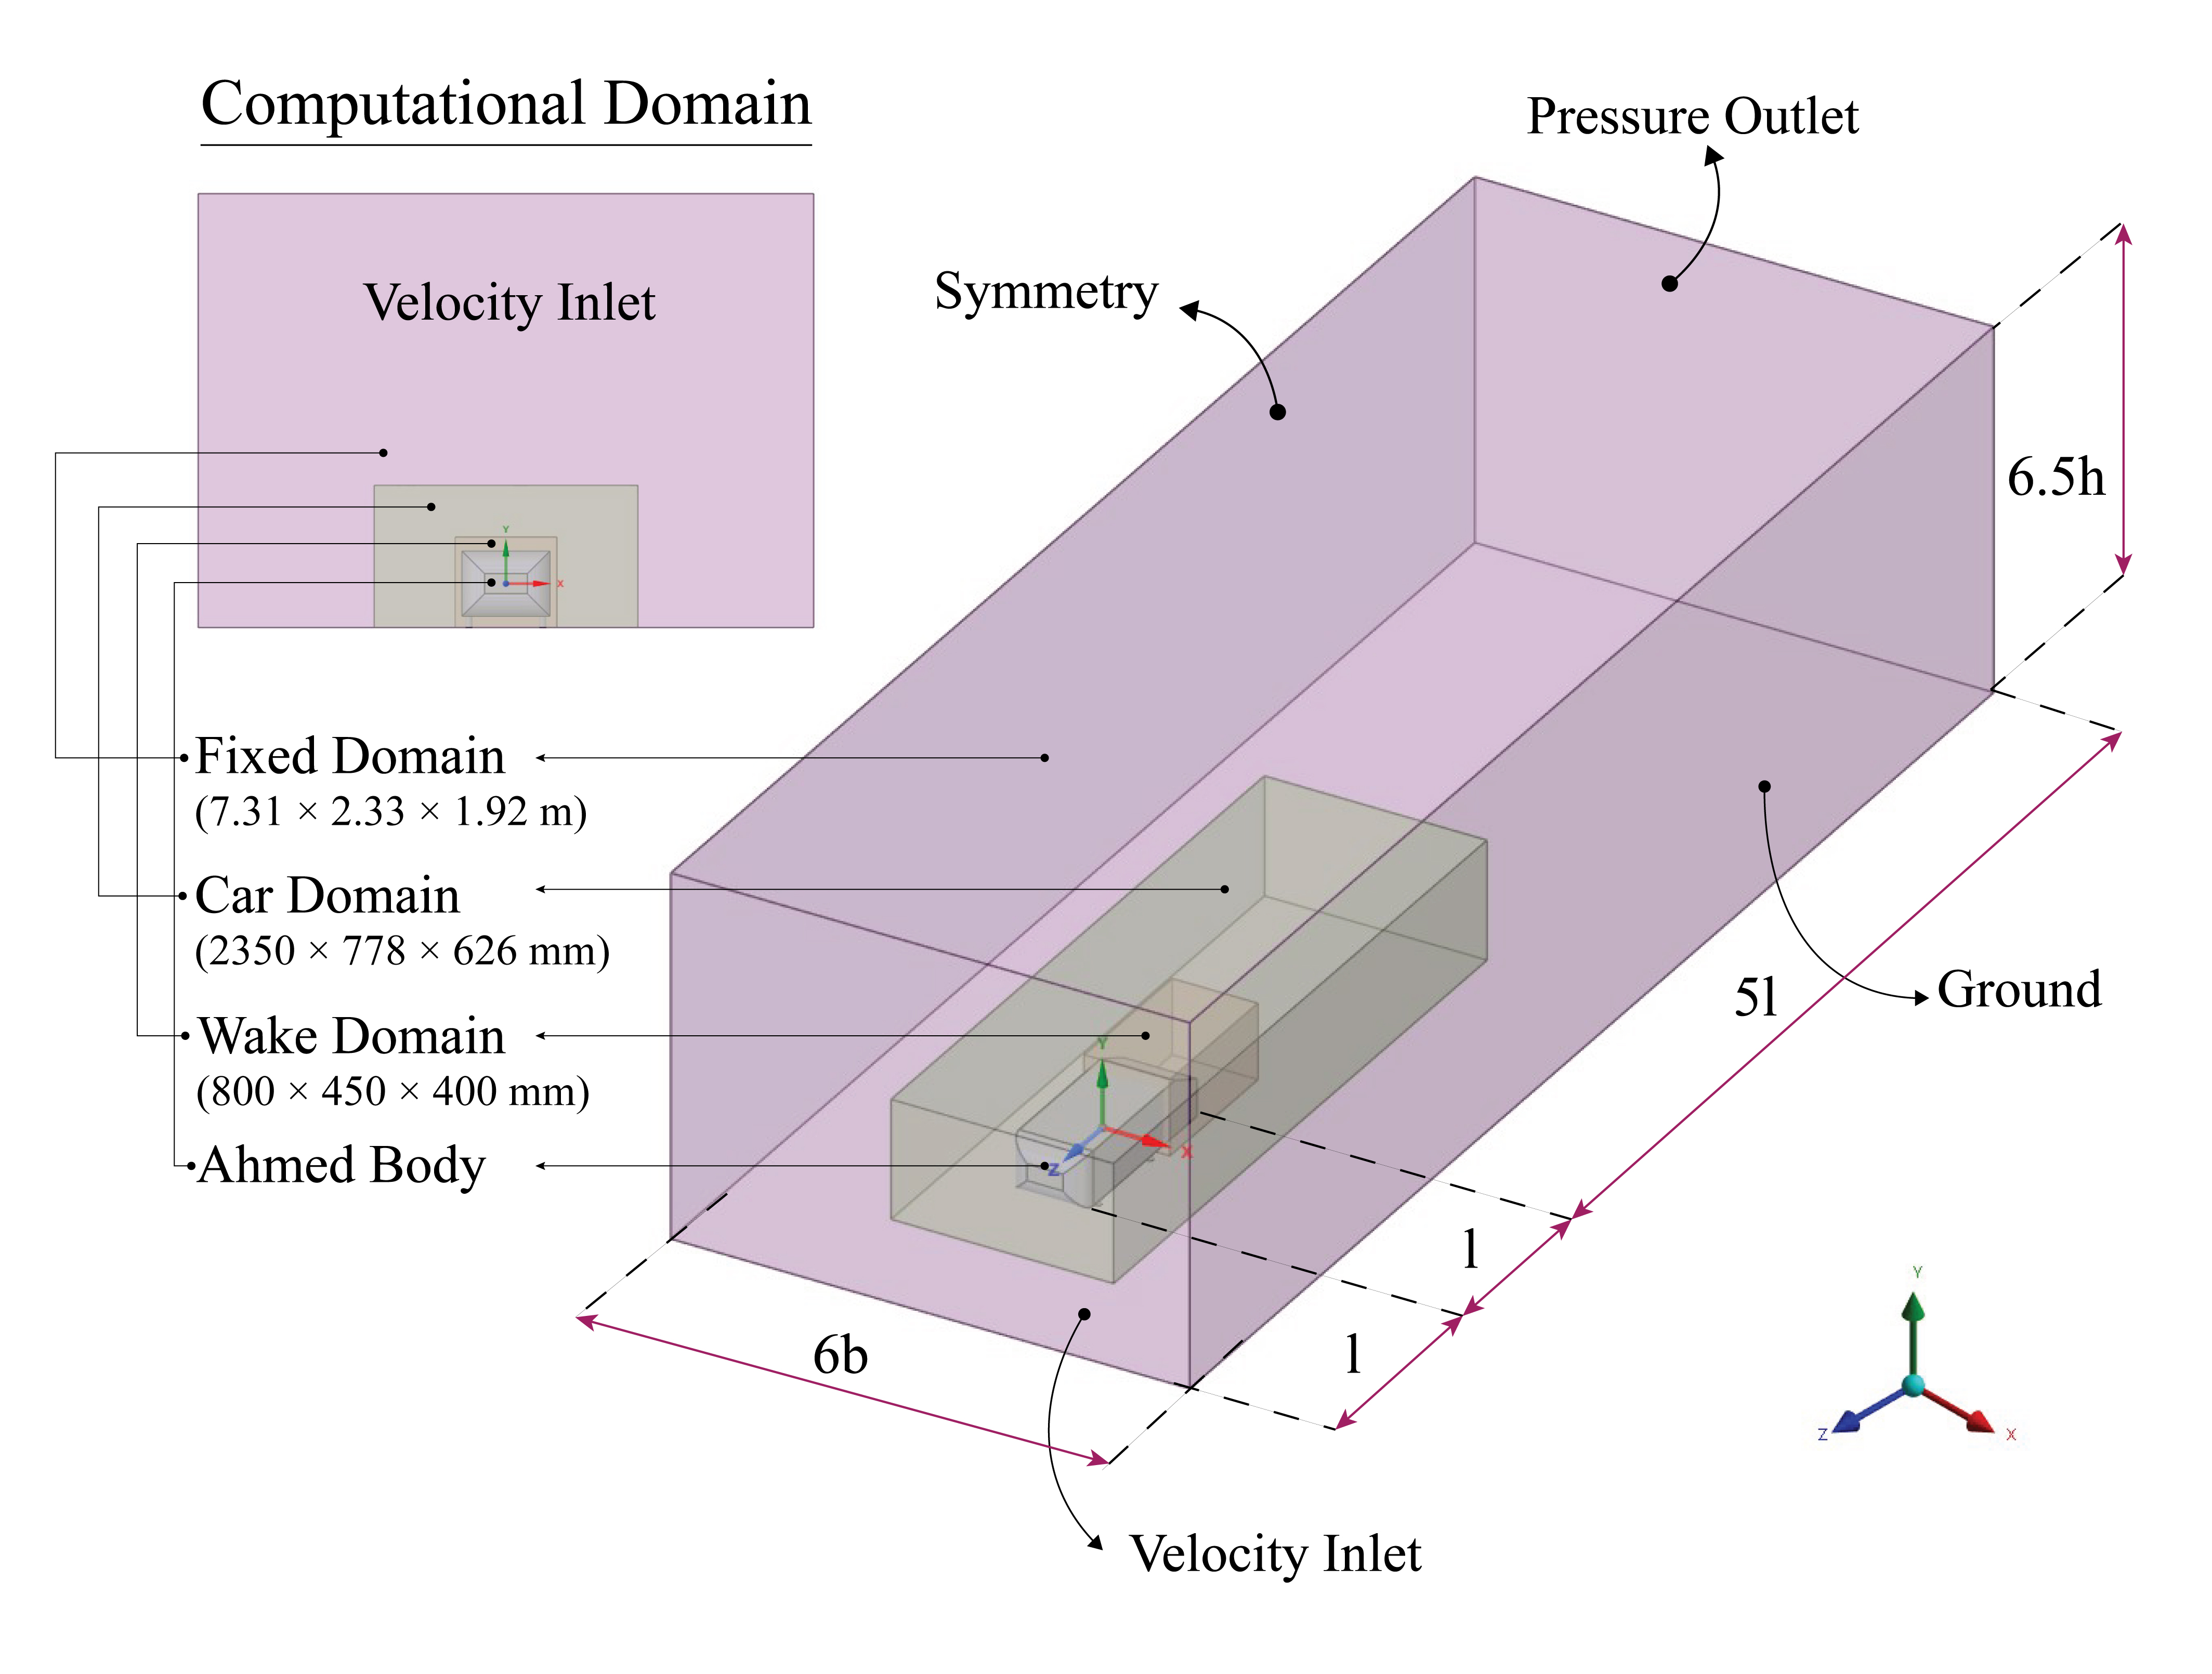 Computational Domain
Pressure Outlet
Velocity Inlet
Symmetry
6.5h
Y
X
Fixed Domain
(7.31 × 2.33 × 1.92 m)
Car Domain
(2350 × 778 × 626 mm)
Wake Domain
(800 × 450 × 400 mm)
Ahmed Body
Y
X
Z
5l
Ground
l
l
6b
Velocity Inlet
Y
Z
X